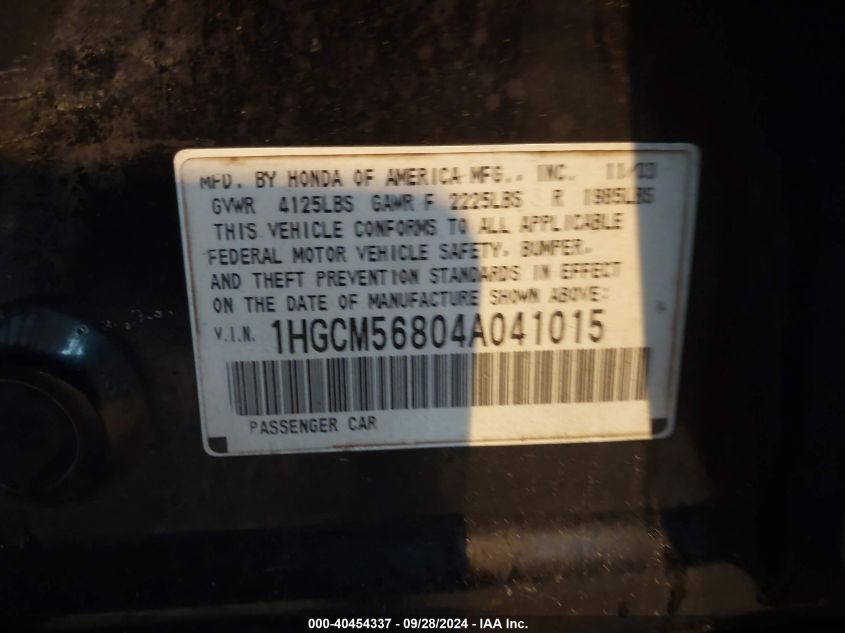 MFD. BY HONDA OF AMERICA MFG., INC. 11/03
GVWR 4125LBS GAWR F 2225LBS R 1985LBS
THIS VEHICLE CONFORMS TO ALL APPLICABLE
FEDERAL MOTOR VEHICLE SAFETY, BUMPER,
AND THEFT PREVENTION STANDARDS IN EFFECT
ON THE DATE OF MANUFACTURE SHOWN ABOVE:
V.I.N. 1HGCM56804A041015
PASSENGER CAR
000-40454337 - 09/28/2024 - IAA Inc.